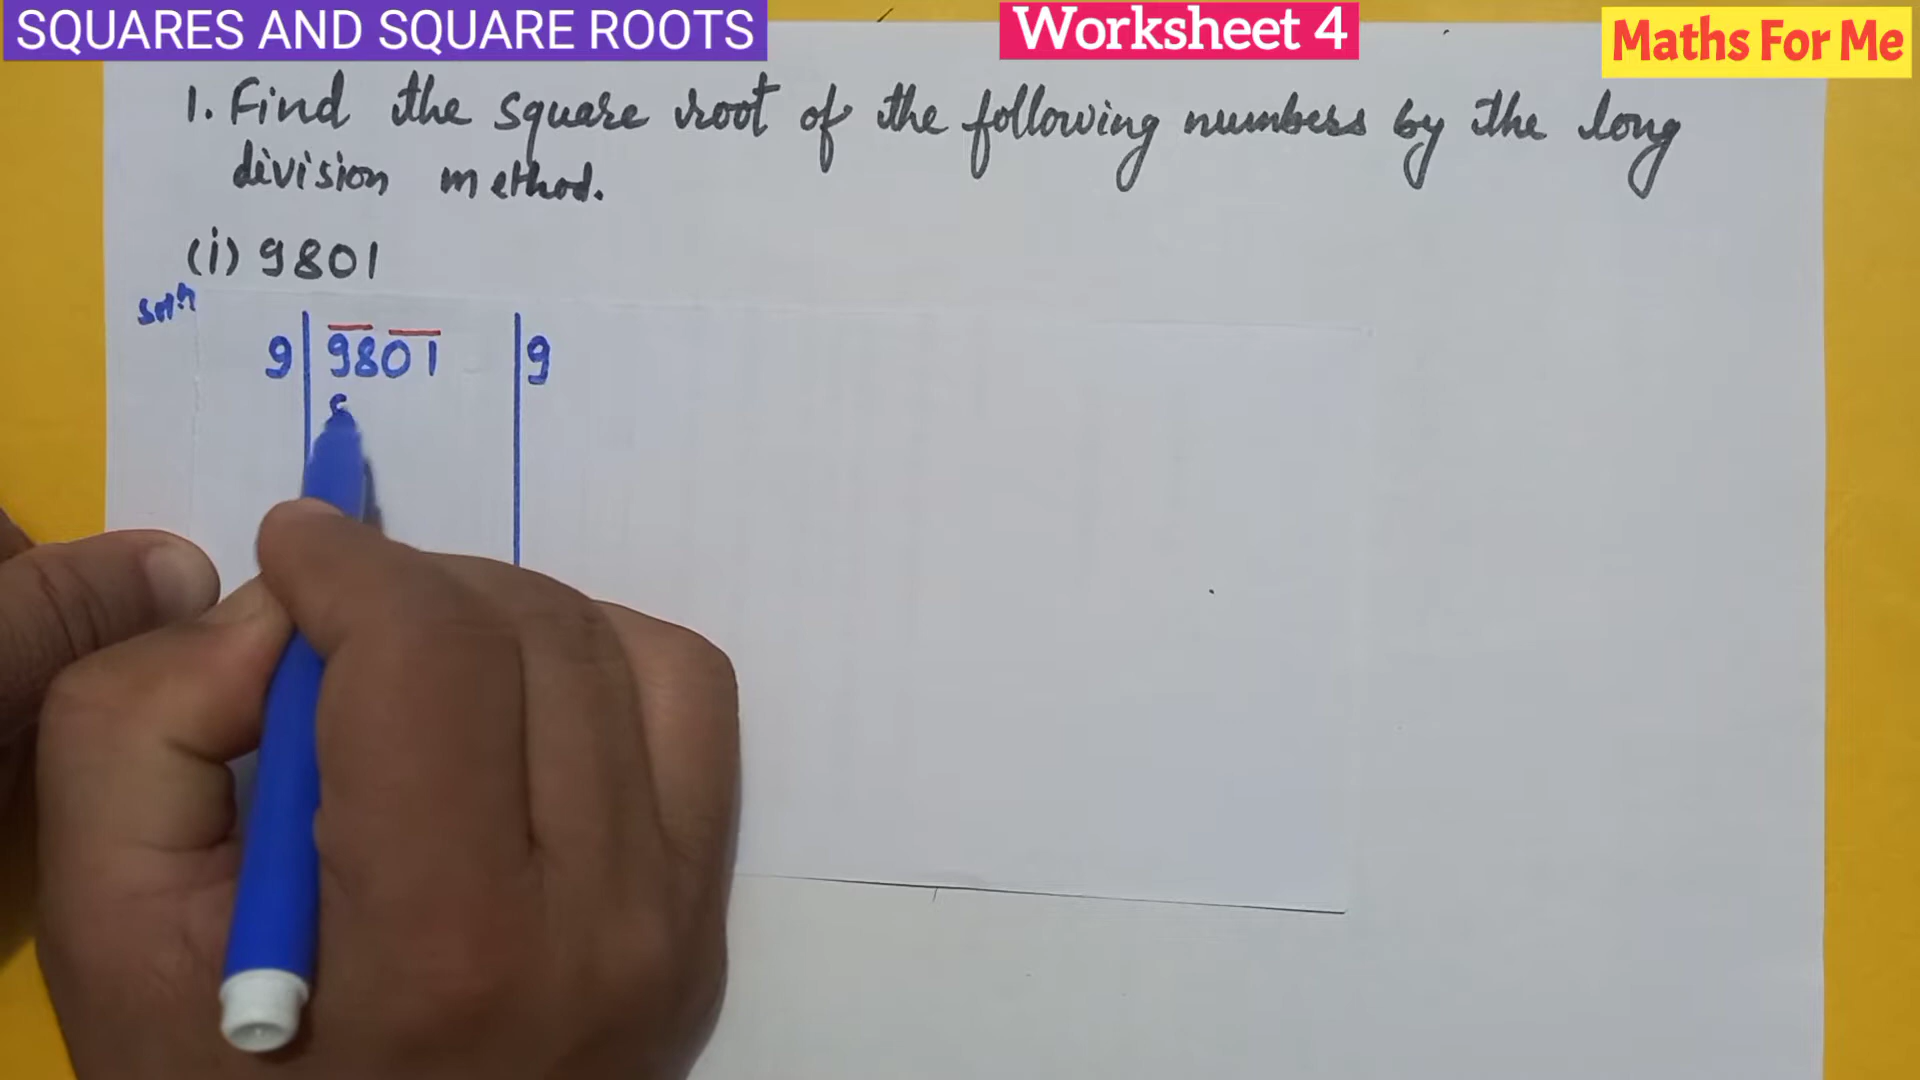 SQUARES AND SQUARE ROOTS
Worksheet 4
Maths For Me
1. Find the square root of the following numbers by the long
division method.
(i) 9801
Solⁿ
9 9801 9